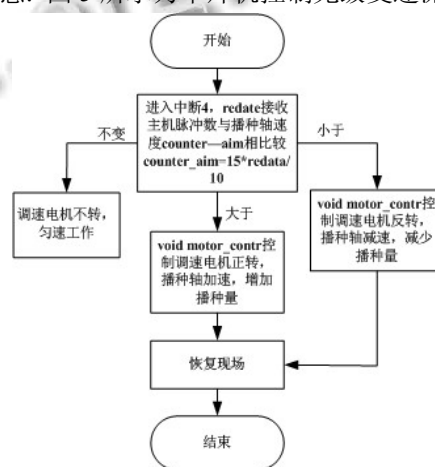 开始
进入中断4，redate接收
主机脉冲数与播种轴速
度counter—aim相比较
counter_aim=15*redata/
10
不变
小于
大于
调速电机不转，
匀速工作
void motor_contr控
制调速电机正转，
播种轴加速，增加
播种量
void motor_contr控
制调速电机反转，
播种轴减速，减少
播种量
恢复现场
结束